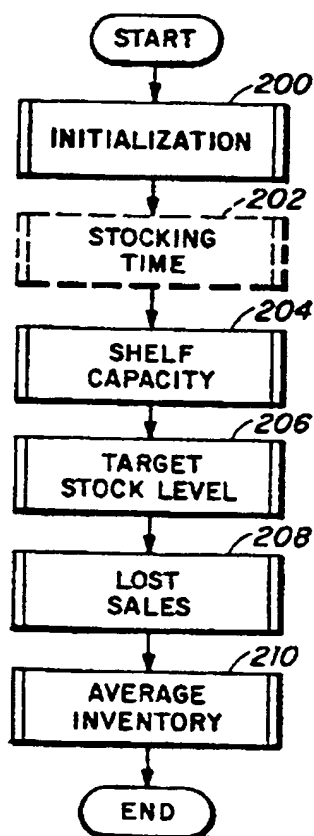 START
200
INITIALIZATION
202
STOCKING
TIME
204
SHELF
CAPACITY
206
TARGET
STOCK LEVEL
208
LOST
SALES
210
AVERAGE
INVENTORY
END